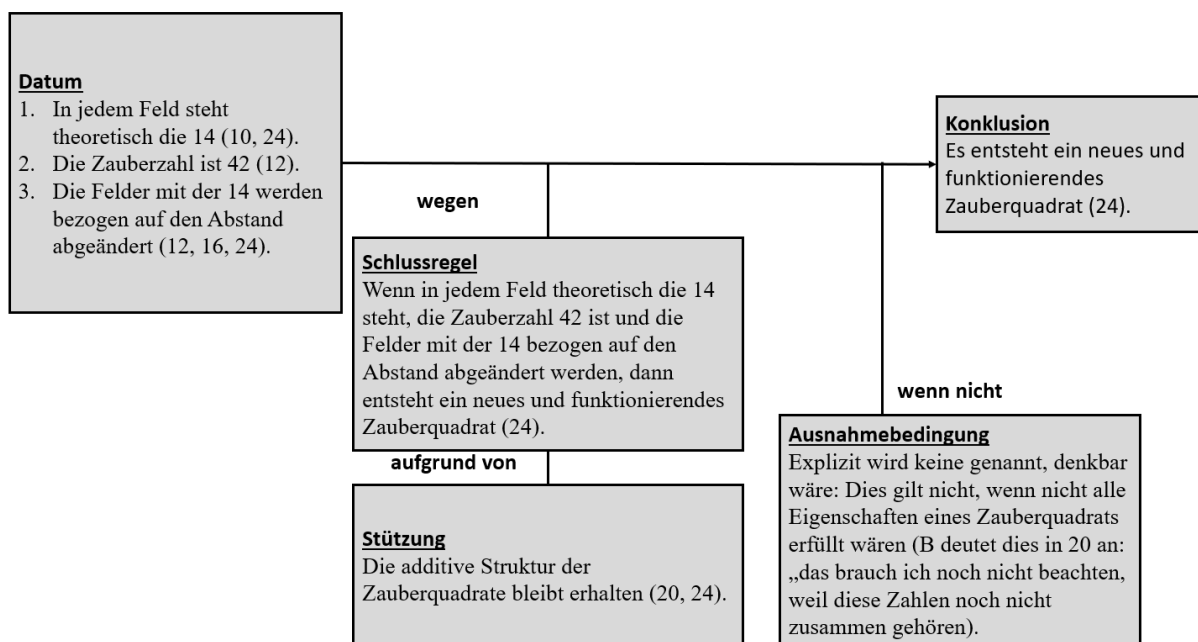 Datum
1. In jedem Feld steht
theoretisch die 14 (10, 24).
2. Die Zauberzahl ist 42 (12).
3. Die Felder mit der 14 werden
bezogen auf den Abstand
abgeändert (12, 16, 24).
Konklusion
Es entsteht ein neues und
funktionierendes
Zauberquadrat (24).
wegen
Schlussregel
Wenn in jedem Feld theoretisch die 14
steht, die Zauberzahl 42 ist und die
Felder mit der 14 bezogen auf den
Abstand abgeändert werden, dann
entsteht ein neues und funktionierendes
Zauberquadrat (24).
wenn nicht
Ausnahmebedingung
Explizit wird keine genannt, denkbar
wäre: Dies gilt nicht, wenn nicht alle
Eigenschaften eines Zauberquadrats
erfüllt wären (B deutet dies in 20 an:
„das brauch ich noch nicht beachten,
weil diese Zahlen noch nicht
zusammen gehören).
aufgrund von
Stützung
Die additive Struktur der
Zauberquadrate bleibt erhalten (20, 24).